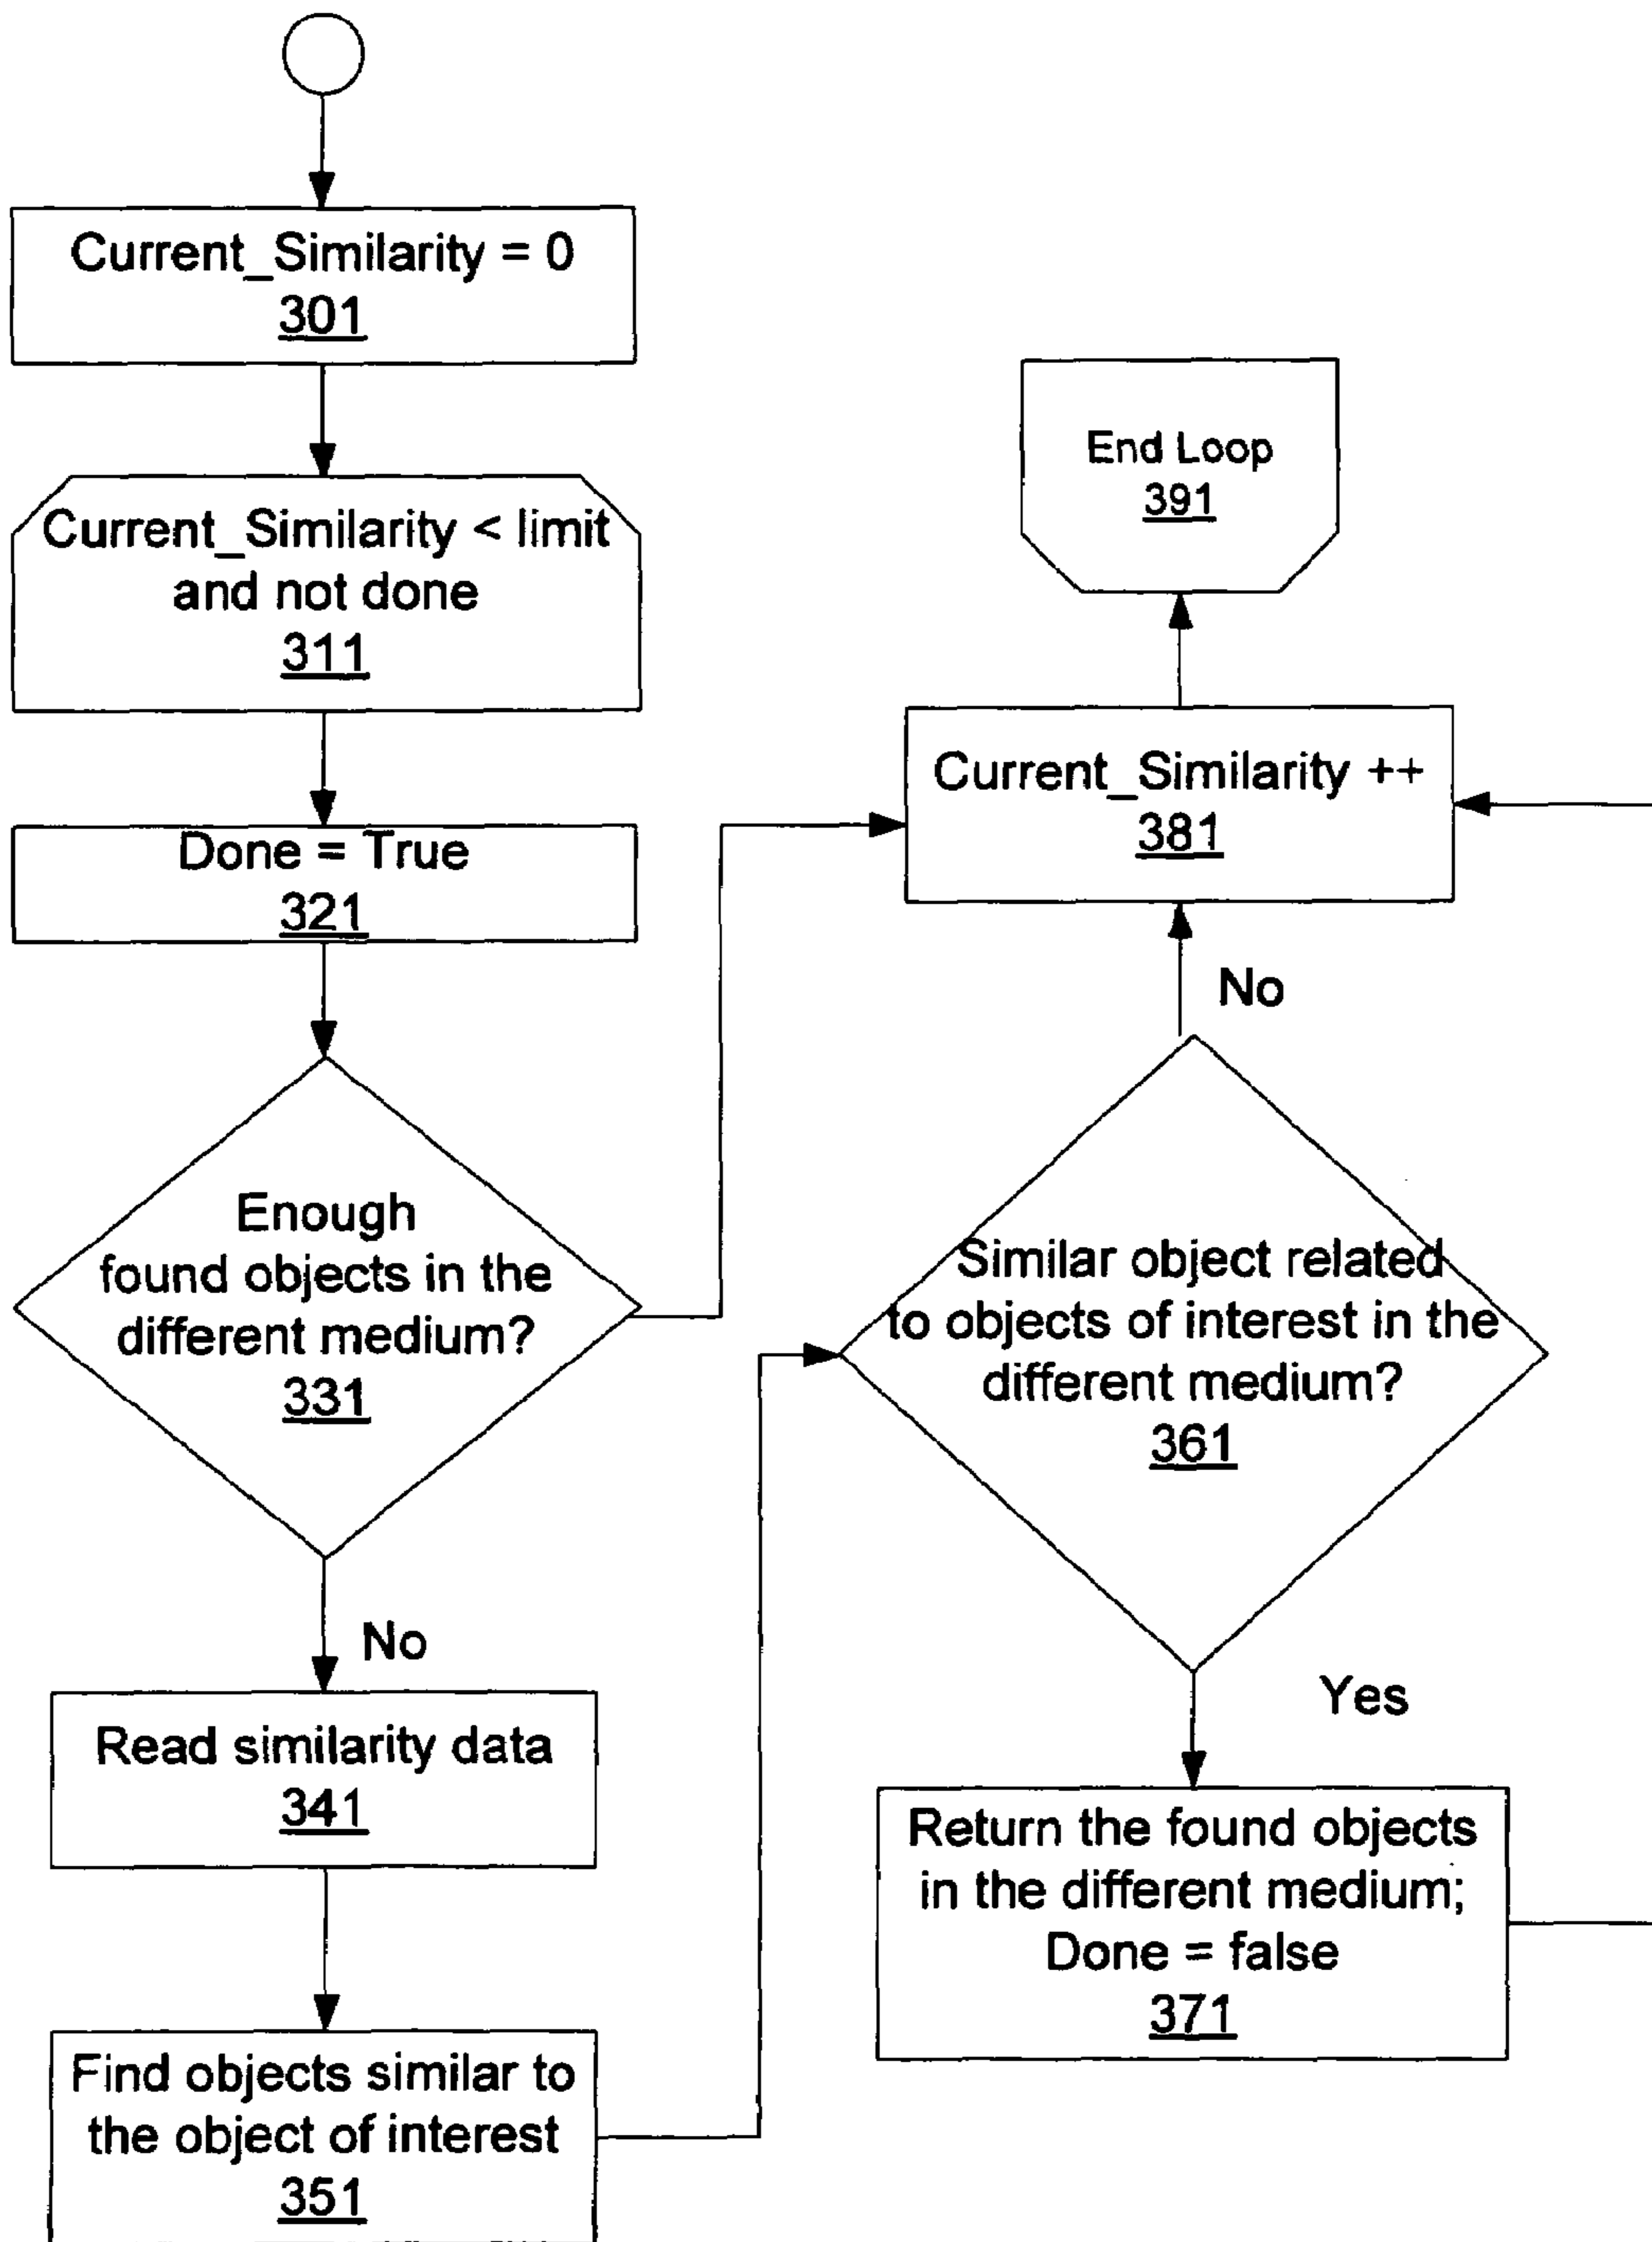 Current_Similarity = 0
301
Current_Similarity < limit
and not done
311
Done = True
321
Enough
found objects in the
different medium?
331
No
Read similarity data
341
Find objects similar to
the object of interest
351
End Loop
391
Current_Similarity ++
381
No
Similar object related
to objects of interest in the
different medium?
361
Yes
Return the found objects
in the different medium;
Done = false
371